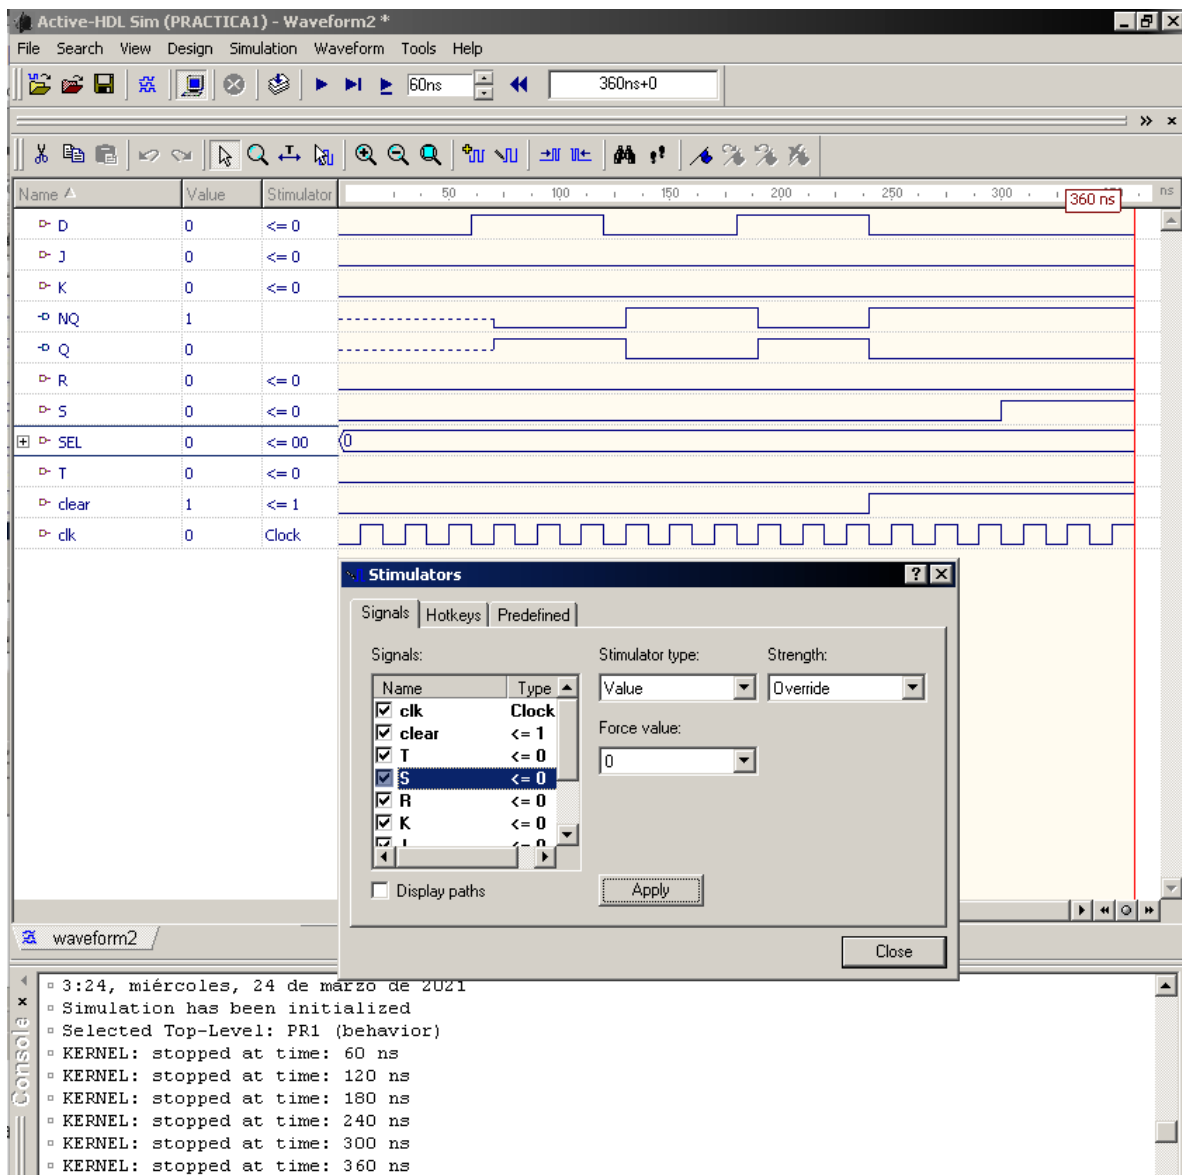 Active-HDL Sim (PRACTICA1) - Waveform2 *
File Search View Design Simulation Waveform Tools Help
60ns 360ns+0
Name Value Stimulator 50 100 150 200 250 300 ns
360 ns
D 0 <= 0
J 0 <= 0
K 0 <= 0
NQ 1
Q 0
R 0 <= 0
S 0 <= 0
SEL 0 <= 00 0
T 0 <= 0
clear 1 <= 1
clk 0 Clock
Stimulators
Signals Hotkeys Predefined
Signals: Stimulator type: Strength:
Name Type Value Override
clk Clock
clear <= 1 Force value:
T <= 0 0
S <= 0
R <= 0
K <= 0
Display paths Apply
Close
waveform2
Console
3:24, miércoles, 24 de marzo de 2021
Simulation has been initialized
Selected Top-Level: PR1 (behavior)
KERNEL: stopped at time: 60 ns
KERNEL: stopped at time: 120 ns
KERNEL: stopped at time: 180 ns
KERNEL: stopped at time: 240 ns
KERNEL: stopped at time: 300 ns
KERNEL: stopped at time: 360 ns